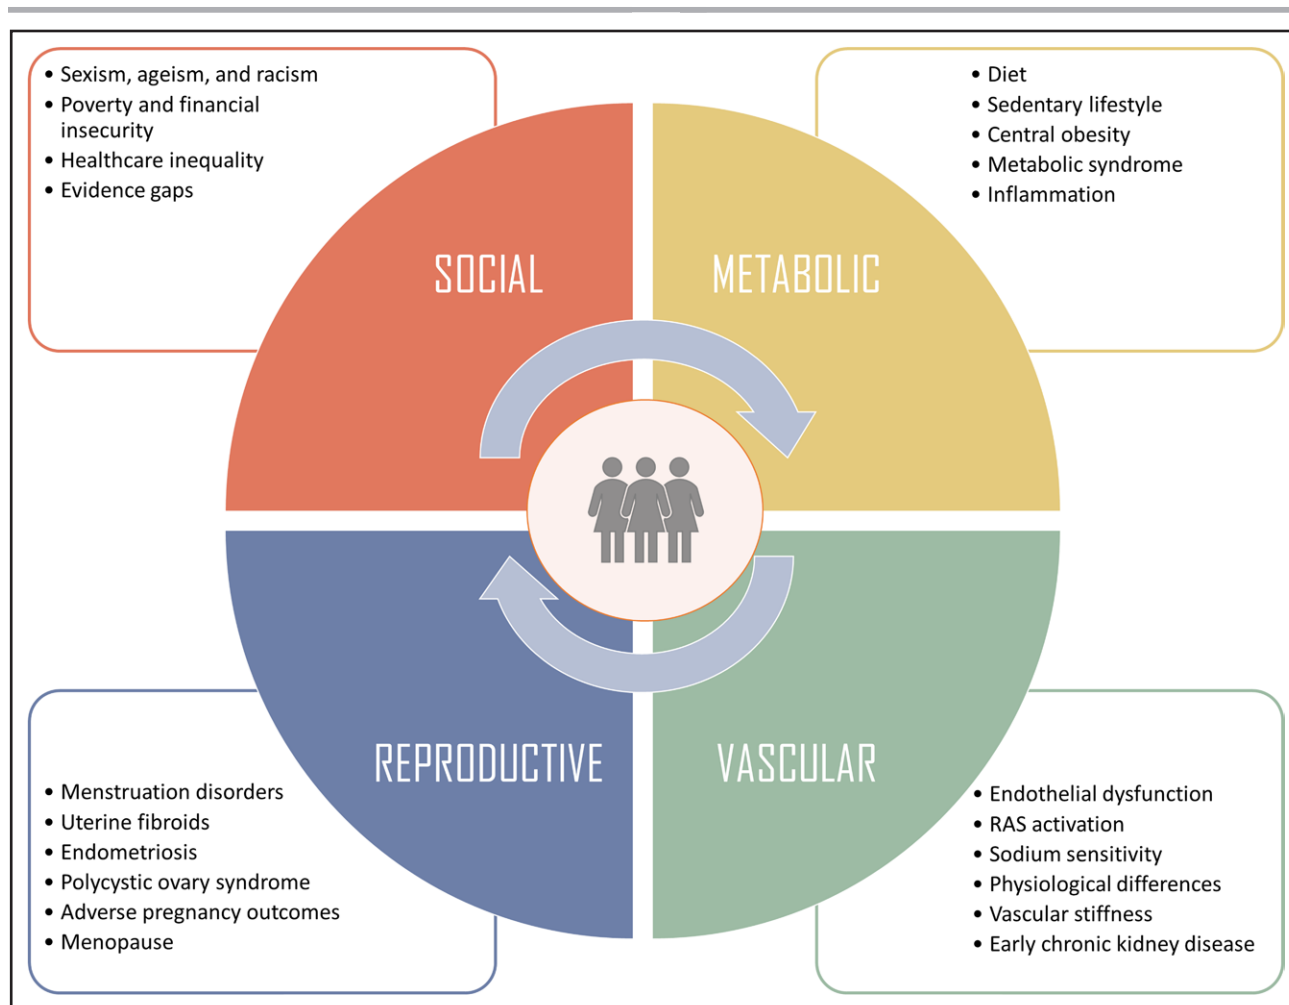 • Sexism, ageism, and racism
• Poverty and financial
insecurity
• Healthcare inequality
• Evidence gaps
• Diet
• Sedentary lifestyle
• Central obesity
• Metabolic syndrome
• Inflammation
SOCIAL
METABOLIC
REPRODUCTIVE
VASCULAR
• Menstruation disorders
• Uterine fibroids
• Endometriosis
• Polycystic ovary syndrome
• Adverse pregnancy outcomes
• Menopause
• Endothelial dysfunction
• RAS activation
• Sodium sensitivity
• Physiological differences
• Vascular stiffness
• Early chronic kidney disease